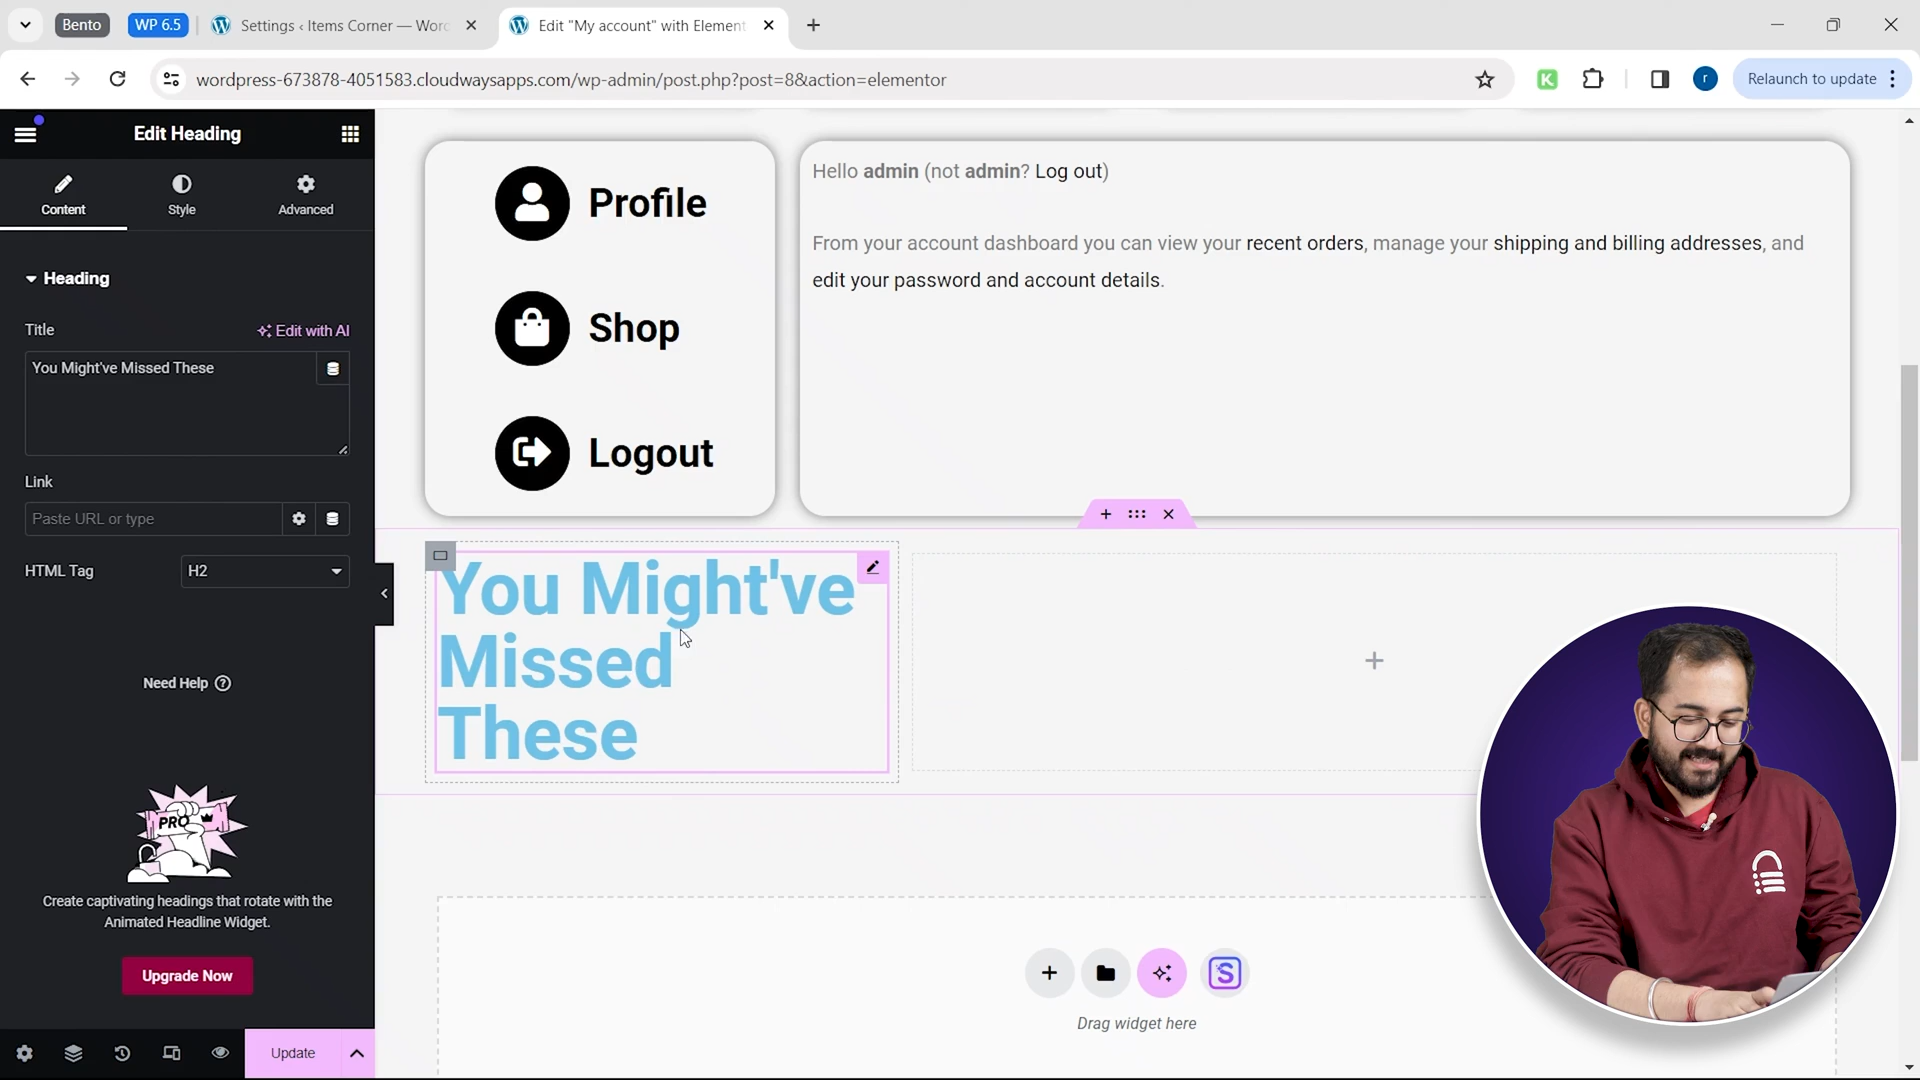 Bento
WP 6.5
Settings ‹ Items Corner — Word
Edit "My account" with Element
wordpress-673878-4051583.cloudwaysapps.com/wp-admin/post.php?post=8&action=elementor
K
r
Relaunch to update
Edit Heading
Content
Style
Advanced
Heading
Title
Edit with AI
You Might've Missed These
Link
Paste URL or type
HTML Tag
H2
Need Help
PRO
Create captivating headings that rotate with the
Animated Headline Widget.
Upgrade Now
Update
Profile
Shop
Logout
Hello admin (not admin? Log out)
From your account dashboard you can view your recent orders, manage your shipping and billing addresses, and
edit your password and account details.
You Might've
Missed
These
S
Drag widget here